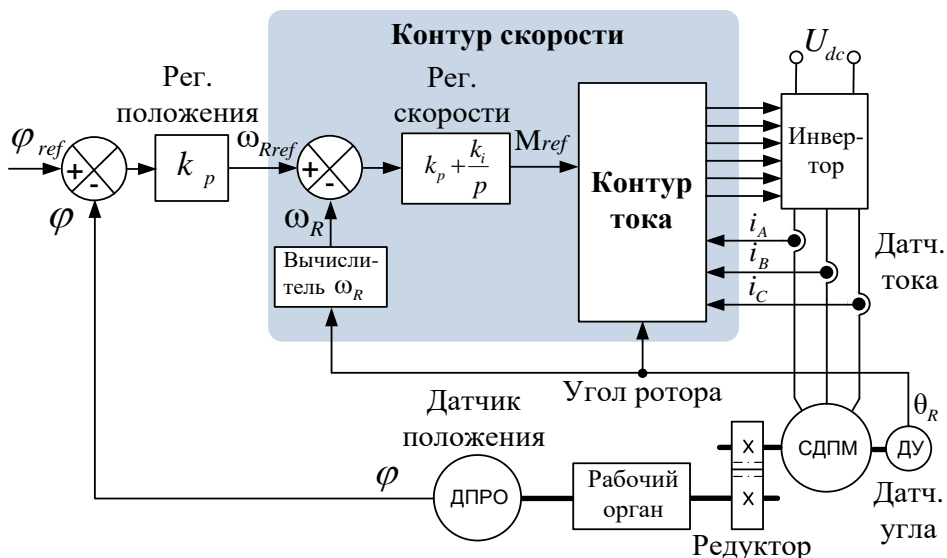 Контур скорости
U_dc
Рег.
положения
Рег.
скорости
φ_ref
+
-
φ
k_p
ω_Rref
+
-
ω_R
k_p + k_i/p
M_ref
Контур
тока
Инвер-
тор
i_A
i_B
i_C
Датч.
тока
Вычисли-
тель ω_R
Угол ротора
θ_R
Датчик
положения
φ
ДПРО
Рабочий
орган
x
x
Редуктор
СДПМ
ДУ
Датч.
угла